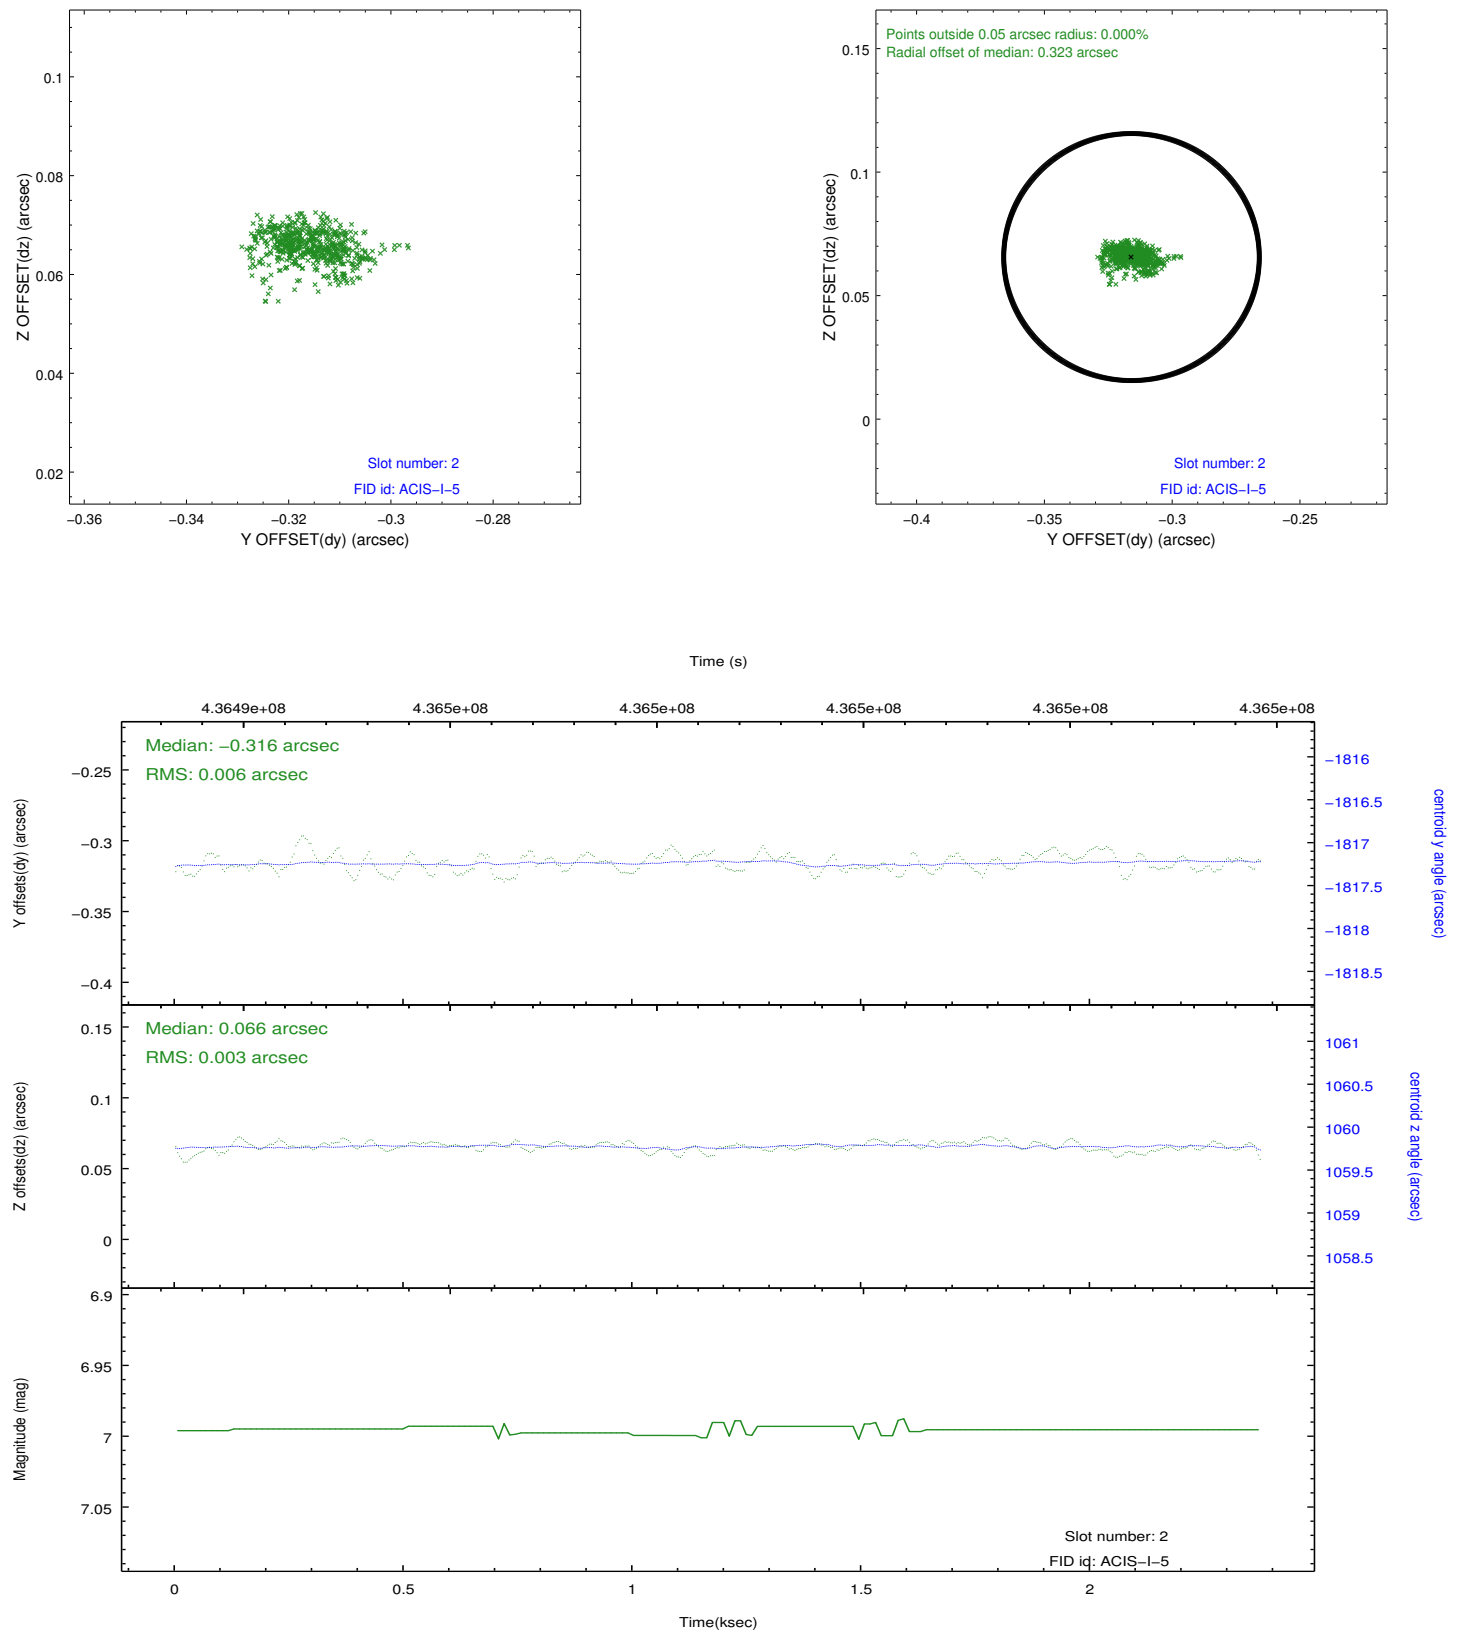 0.1
0.08
0.06
0.04
0.02
Z OFFSET(dz) (arcsec)
Slot number: 2
FID id: ACIS−I−5
−0.36 −0.34 −0.32 −0.3 −0.28
Y OFFSET(dy) (arcsec)
Points outside 0.05 arcsec radius: 0.000%
Radial offset of median: 0.323 arcsec
0.15
0.1
0.05
0
Z OFFSET(dz) (arcsec)
Slot number: 2
FID id: ACIS−I−5
−0.4 −0.35 −0.3 −0.25
Y OFFSET(dy) (arcsec)
Time (s)
4.3649e+08 4.365e+08 4.365e+08 4.365e+08 4.365e+08 4.365e+08
Median: −0.316 arcsec
RMS: 0.006 arcsec
−0.25
−0.3
−0.35
−0.4
Y offsets(dy) (arcsec)
−1816
−1816.5
−1817
−1817.5
−1818
−1818.5
centroid y angle (arcsec)
Median: 0.066 arcsec
RMS: 0.003 arcsec
0.15
0.1
0.05
0
Z offsets(dz) (arcsec)
1061
1060.5
1060
1059.5
1059
1058.5
centroid z angle (arcsec)
6.9
6.95
7
7.05
Magnitude (mag)
Slot number: 2
FID id: ACIS−I−5
0 0.5 1 1.5 2
Time(ksec)